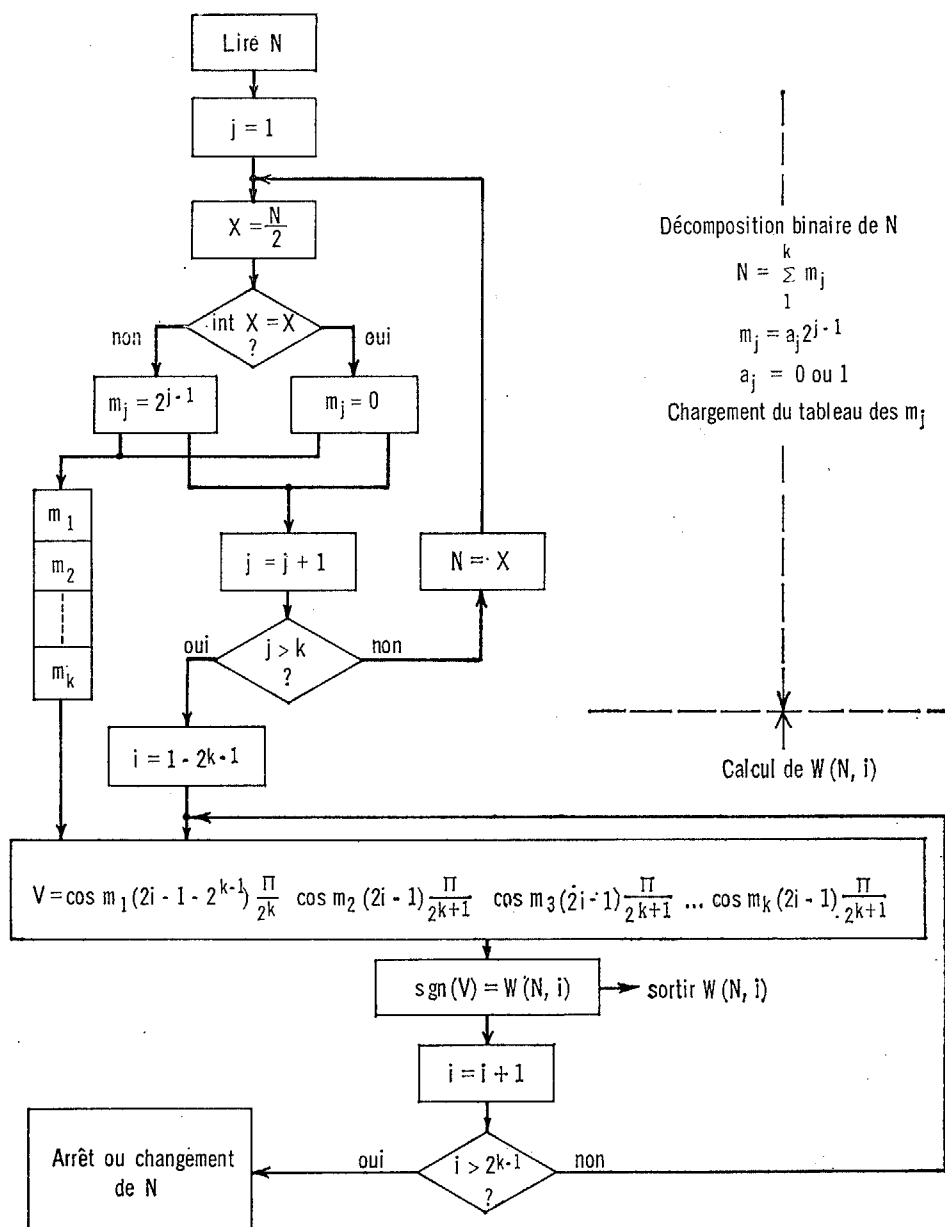 Liré N
j = 1
X = N/2
int X = X
?
non
oui
m_j = 2^{j-1}
m_j = 0
m_1
m_2
m_k
j = j + 1
N = X
j > k
?
oui
non
i = 1 - 2^{k-1}
Décomposition binaire de N
N = \sum_{1}^{k} m_j
m_j = a_j 2^{j-1}
a_j = 0 ou 1
Chargement du tableau des m_j
Calcul de W (N, i)
V = cos m_1 (2i - 1 - 2^{k-1}) Π/2^k cos m_2 (2i - 1) Π/2^{k+1} cos m_3 (2i - 1) Π/2^{k+1} ... cos m_k (2i - 1) Π/2^{k+1}
sgn (V) = W (N, i)
sortir W (N, i)
i = i + 1
i > 2^{k-1}
?
oui
non
Arrêt ou changement
de N